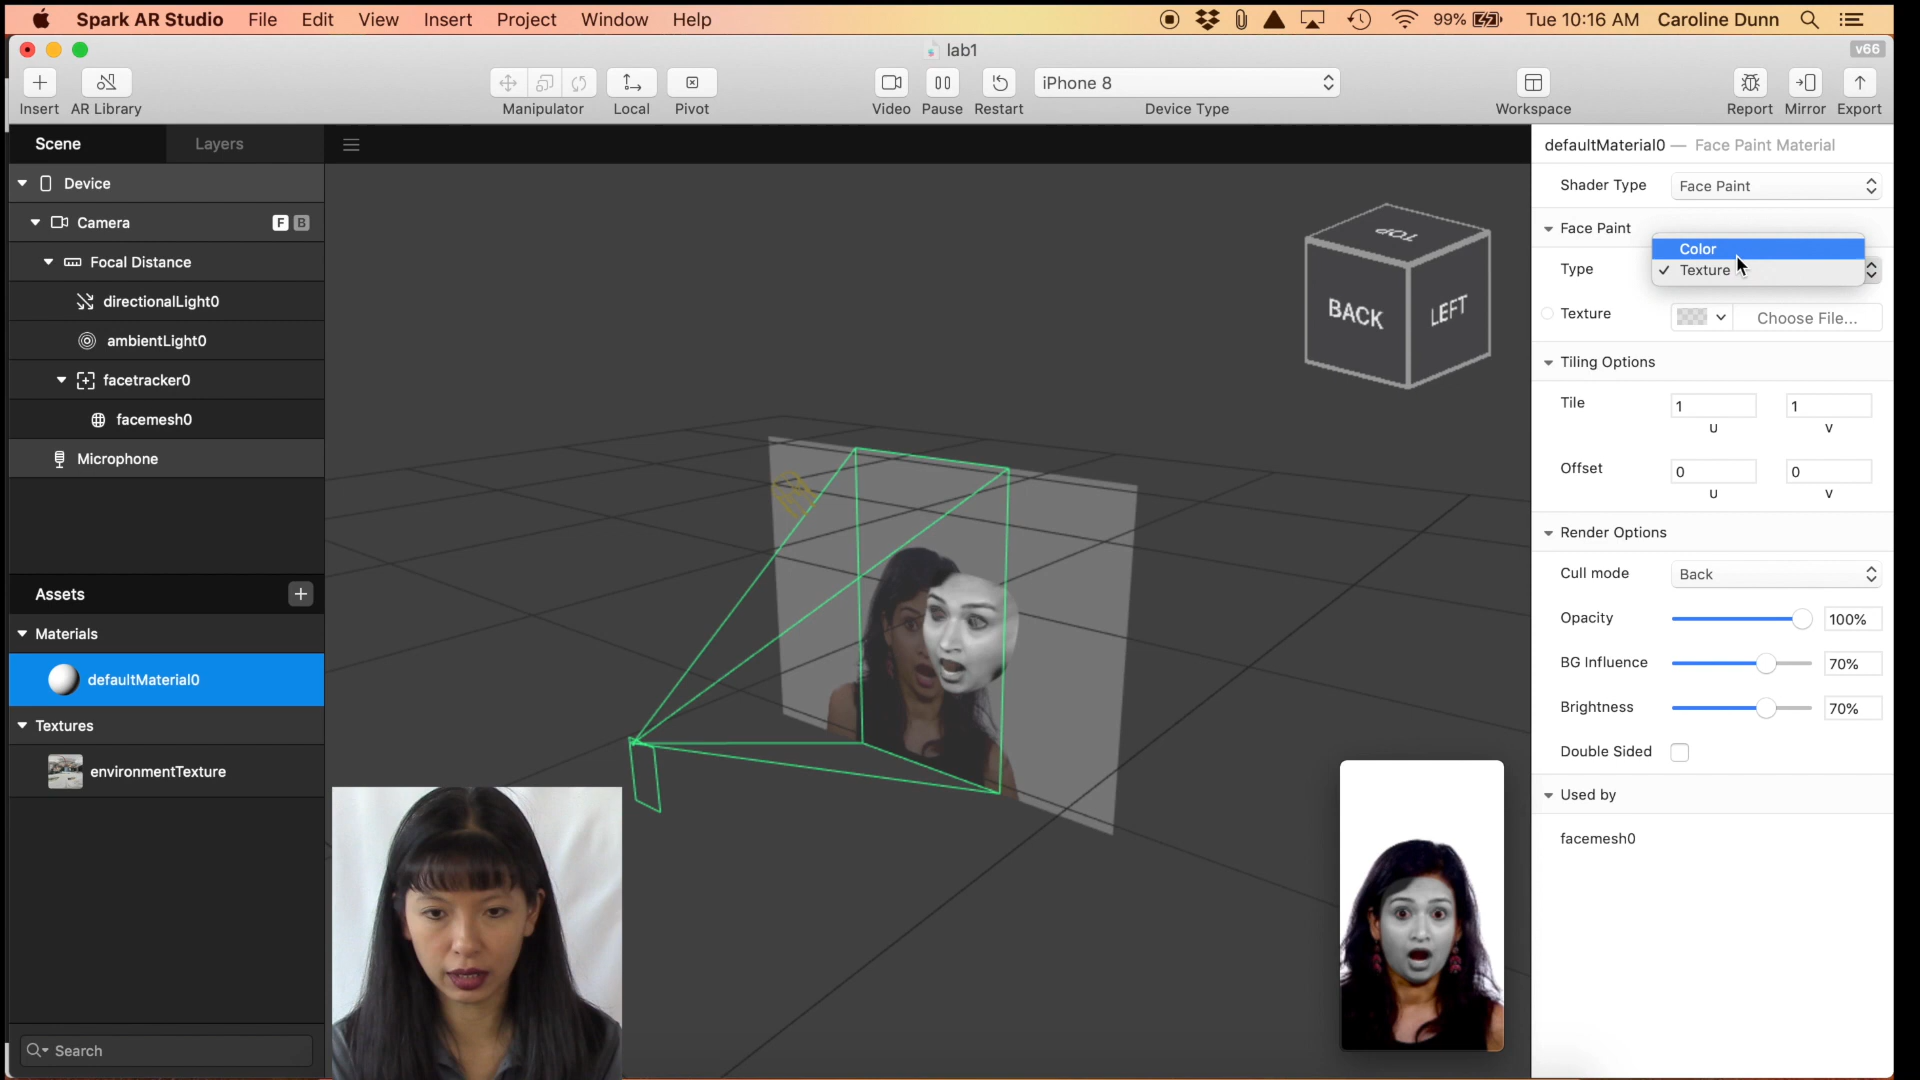 Spark AR Studio File Edit View Insert Project Window Help 99% Tue 10:16 AM Caroline Dunn
lab1 v66
Insert AR Library Manipulator Local Pivot Video Pause Restart iPhone 8 Device Type Workspace Report Mirror Export
Scene Layers
Device
Camera F B
Focal Distance
directionalLight0
ambientLight0
facetracker0
facemesh0
Microphone
Assets
Materials
defaultMaterial0
Textures
environmentTexture
Search
TOP
BACK LEFT
defaultMaterial0 — Face Paint Material
Shader Type Face Paint
Face Paint
Color
Type Texture
Texture Choose File...
Tiling Options
Tile 1 1
U V
Offset 0 0
U V
Render Options
Cull mode Back
Opacity 100%
BG Influence 70%
Brightness 70%
Double Sided
Used by
facemesh0